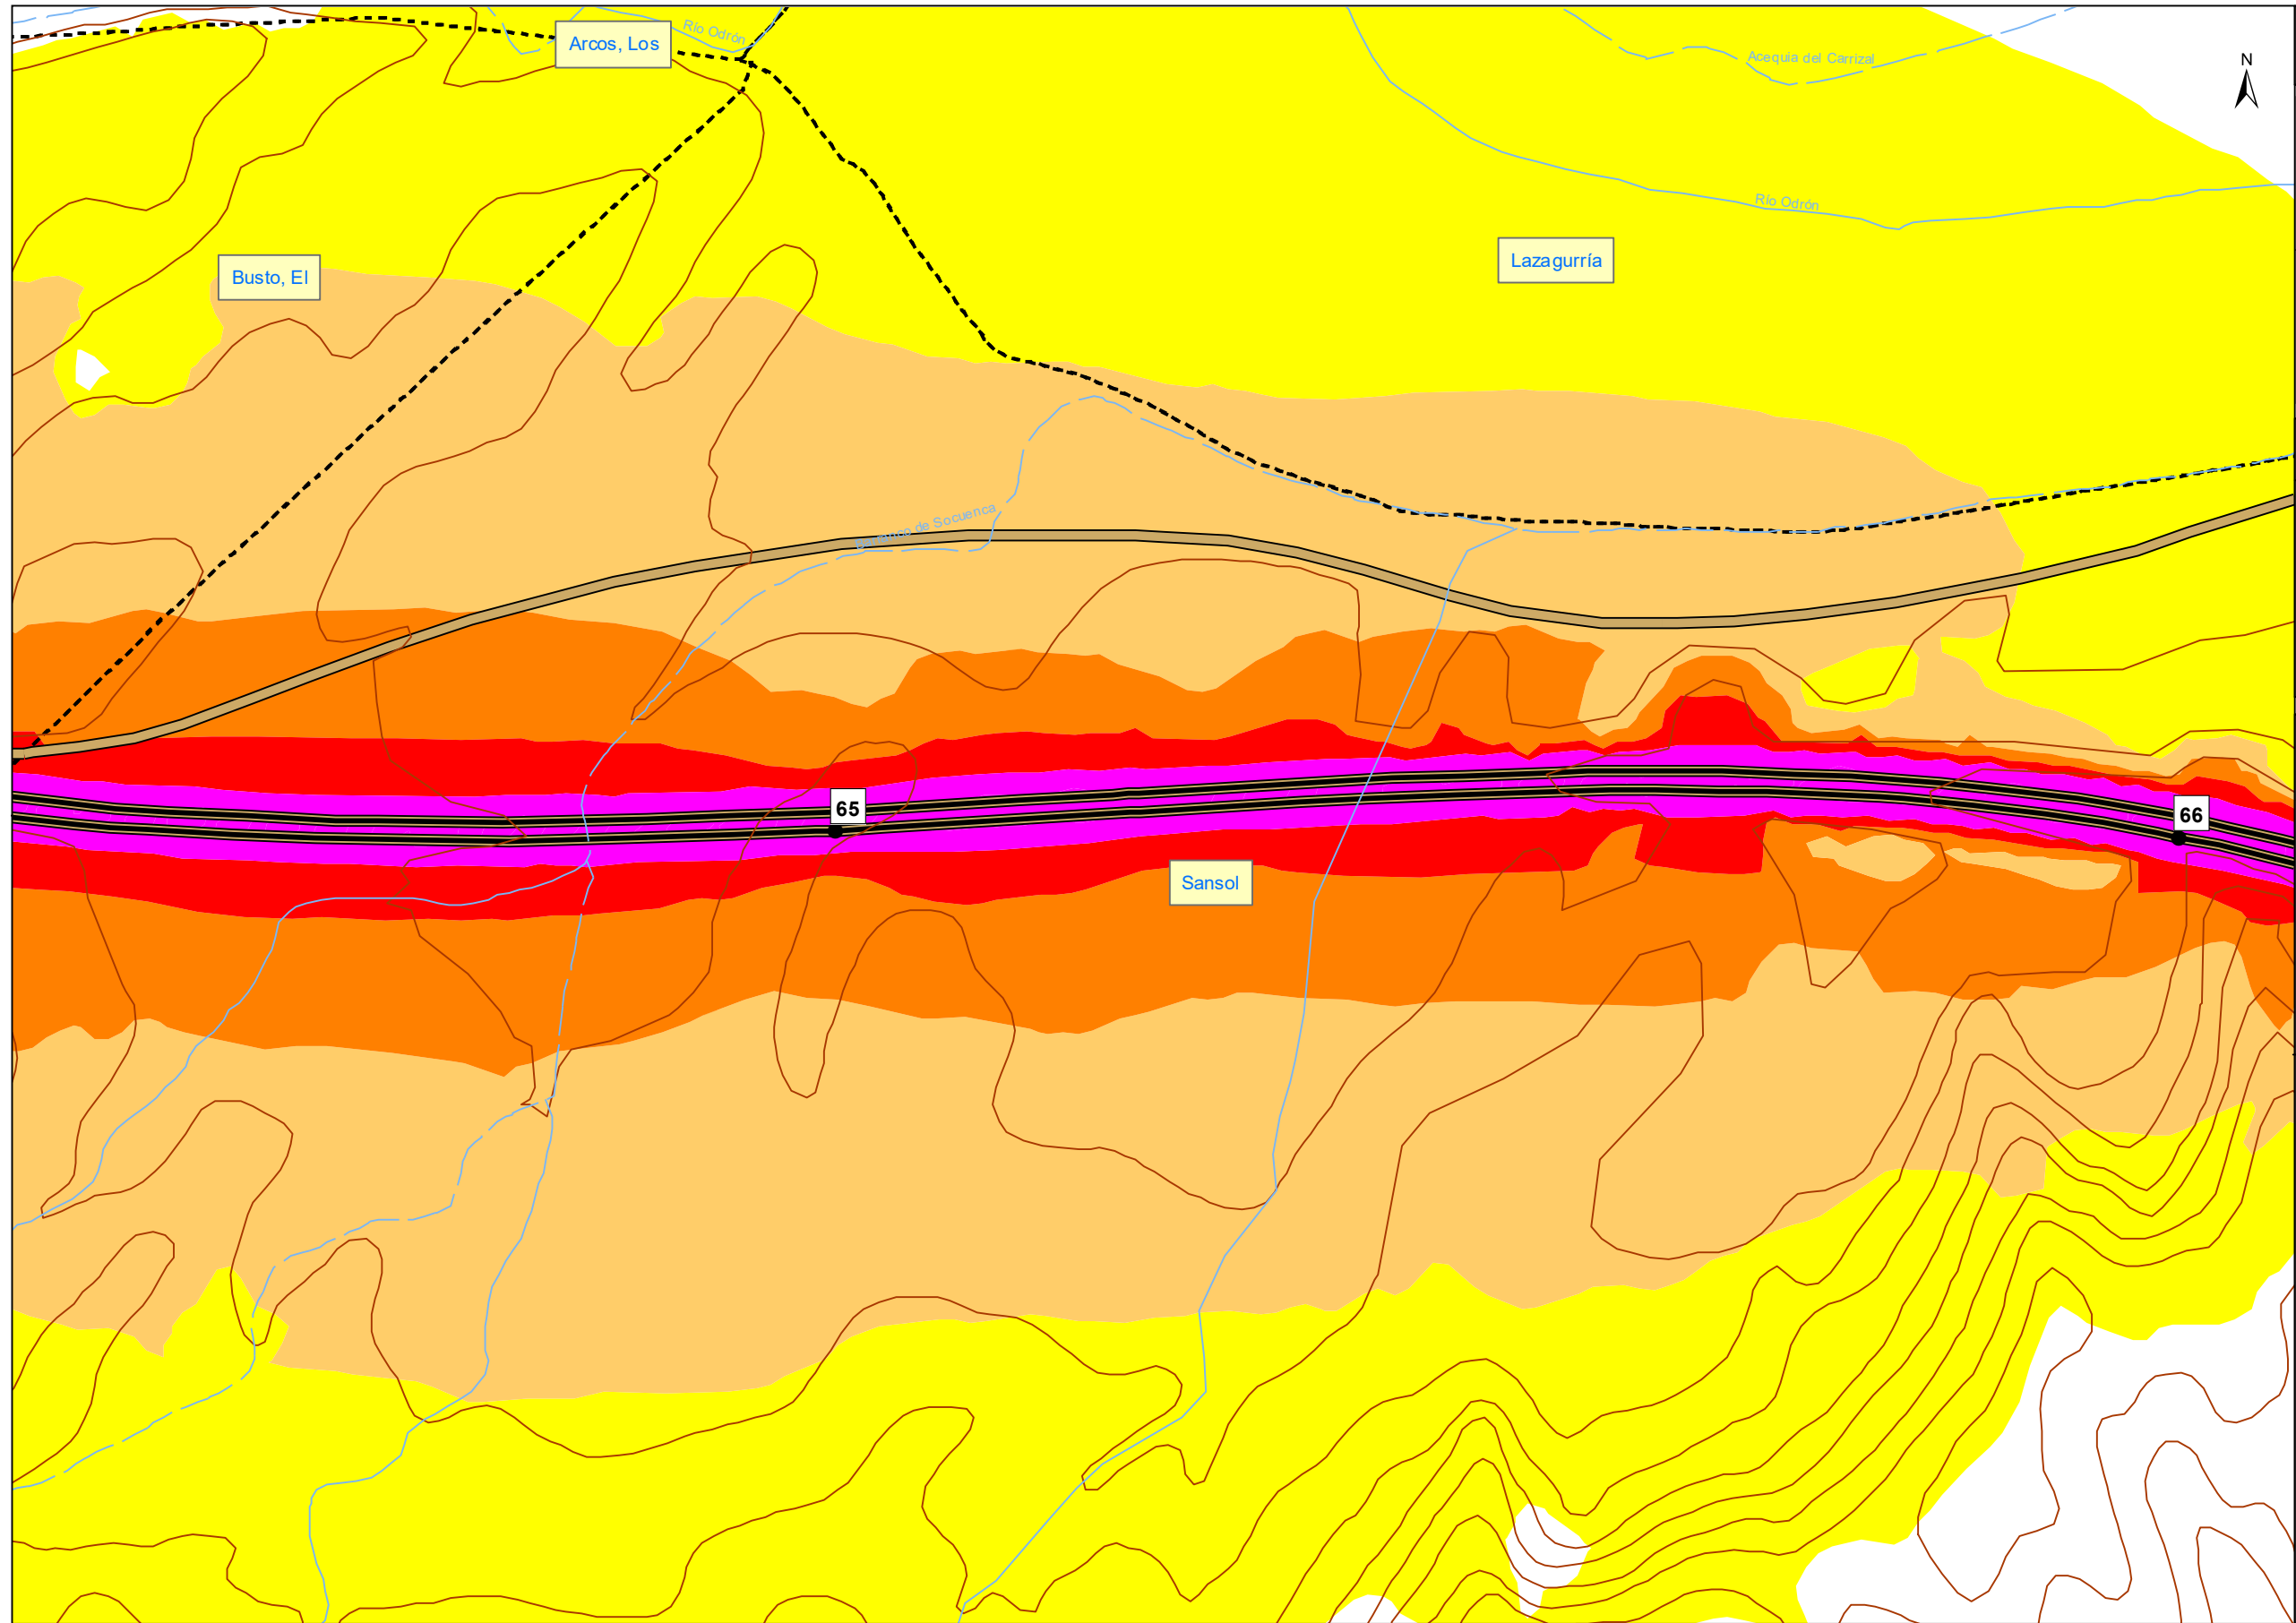 Río Odrón
Arcos, Los
Acequia del Carrizal
N
Río Odrón
Lazagurría
Busto, El
de Socuenca
65
66
Sansol